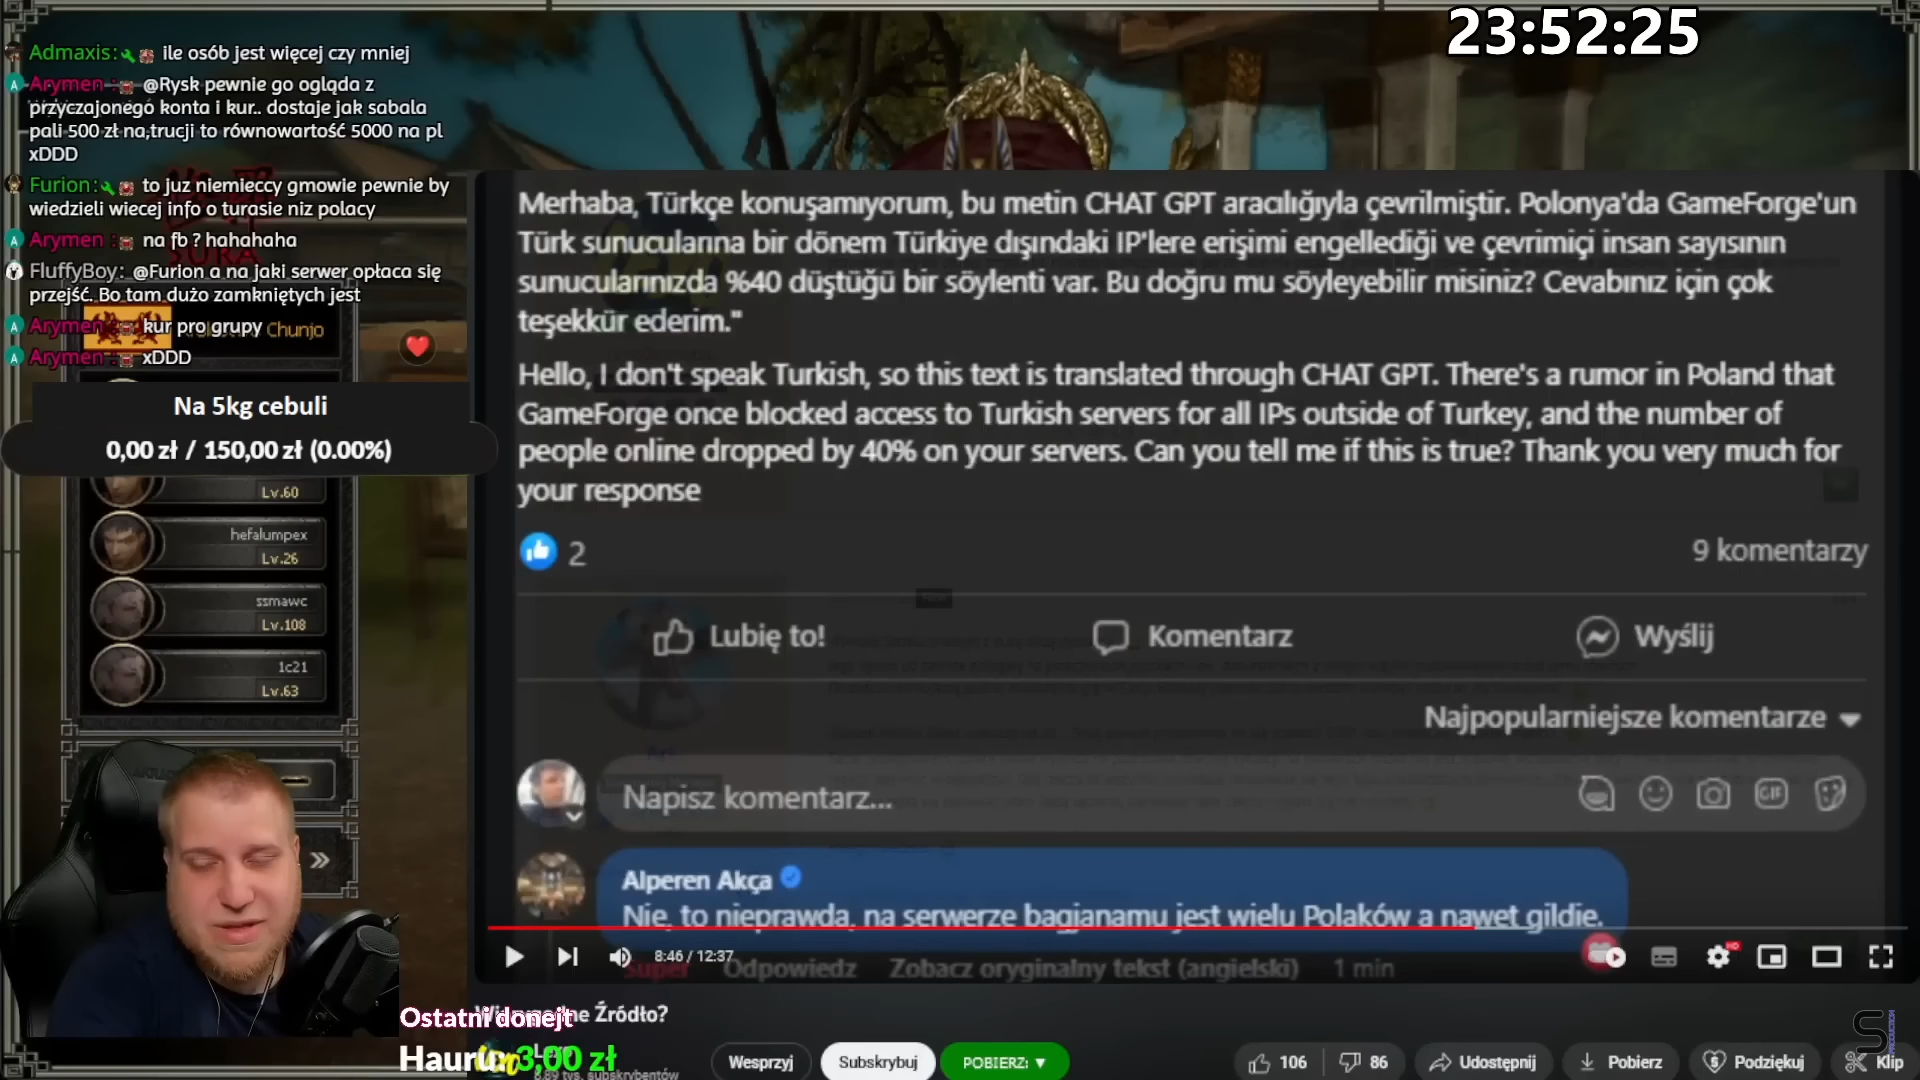 23:52:25
Admaxis: ile osób jest więcej czy mniej
Arymen : @Rysk pewnie go ogląda z
przyczajonego konta i kur.. dostaje jak sabala
pali 500 zł na,trucji to równowartość 5000 na pl
xDDD
Furion: to juz niemieccy gmowie pewnie by
wiedzieli wiecej info o turasie niz polacy
Arymen : na fb ? hahahaha
FluffyBoy: @Furion a na jaki serwer opłaca się
przejść. Bo tam dużo zamkniętych jest
Arymen : kur pro grupy
Chunjo
Arymen : xDDD
Na 5kg cebuli
0,00 zł / 150,00 zł (0.00%)
Lv.60
hefalumpex
Lv.26
ssmawc
Lv.108
1c21
Lv.63
Merhaba, Türkçe konuşamıyorum, bu metin CHAT GPT aracılığıyla çevrilmiştir. Polonya'da GameForge'un
Türk sunucularına bir dönem Türkiye dışındaki IP'lere erişimi engellediği ve çevrimiçi insan sayısının
sunucularınızda %40 düştüğü bir söylenti var. Bu doğru mu söyleyebilir misiniz? Cevabınız için çok
teşekkür ederim."
Hello, I don't speak Turkish, so this text is translated through CHAT GPT. There's a rumor in Poland that
GameForge once blocked access to Turkish servers for all IPs outside of Turkey, and the number of
people online dropped by 40% on your servers. Can you tell me if this is true? Thank you very much for
your response
2
9 komentarzy
Lubię to!
Komentarz
Wyślij
Najpopularniejsze komentarze
Napisz komentarz...
GIF
Alperen Akça
Nie, to nieprawda, na serwerze bagjanamu jest wielu Polaków a nawet gildie.
8:46 / 12:37
HD
Super Odpowiedz Zobacz oryginalny tekst (angielski) 1 min
Źródło?
Ostatni donejt
Hauru: 3,00 zł
8,89 tys. subskrybentów
Wesprzyj
Subskrybuj
POBIERZ: ▼
106
86
Udostępnij
Pobierz
Podziękuj
Klip
PRODUCTION